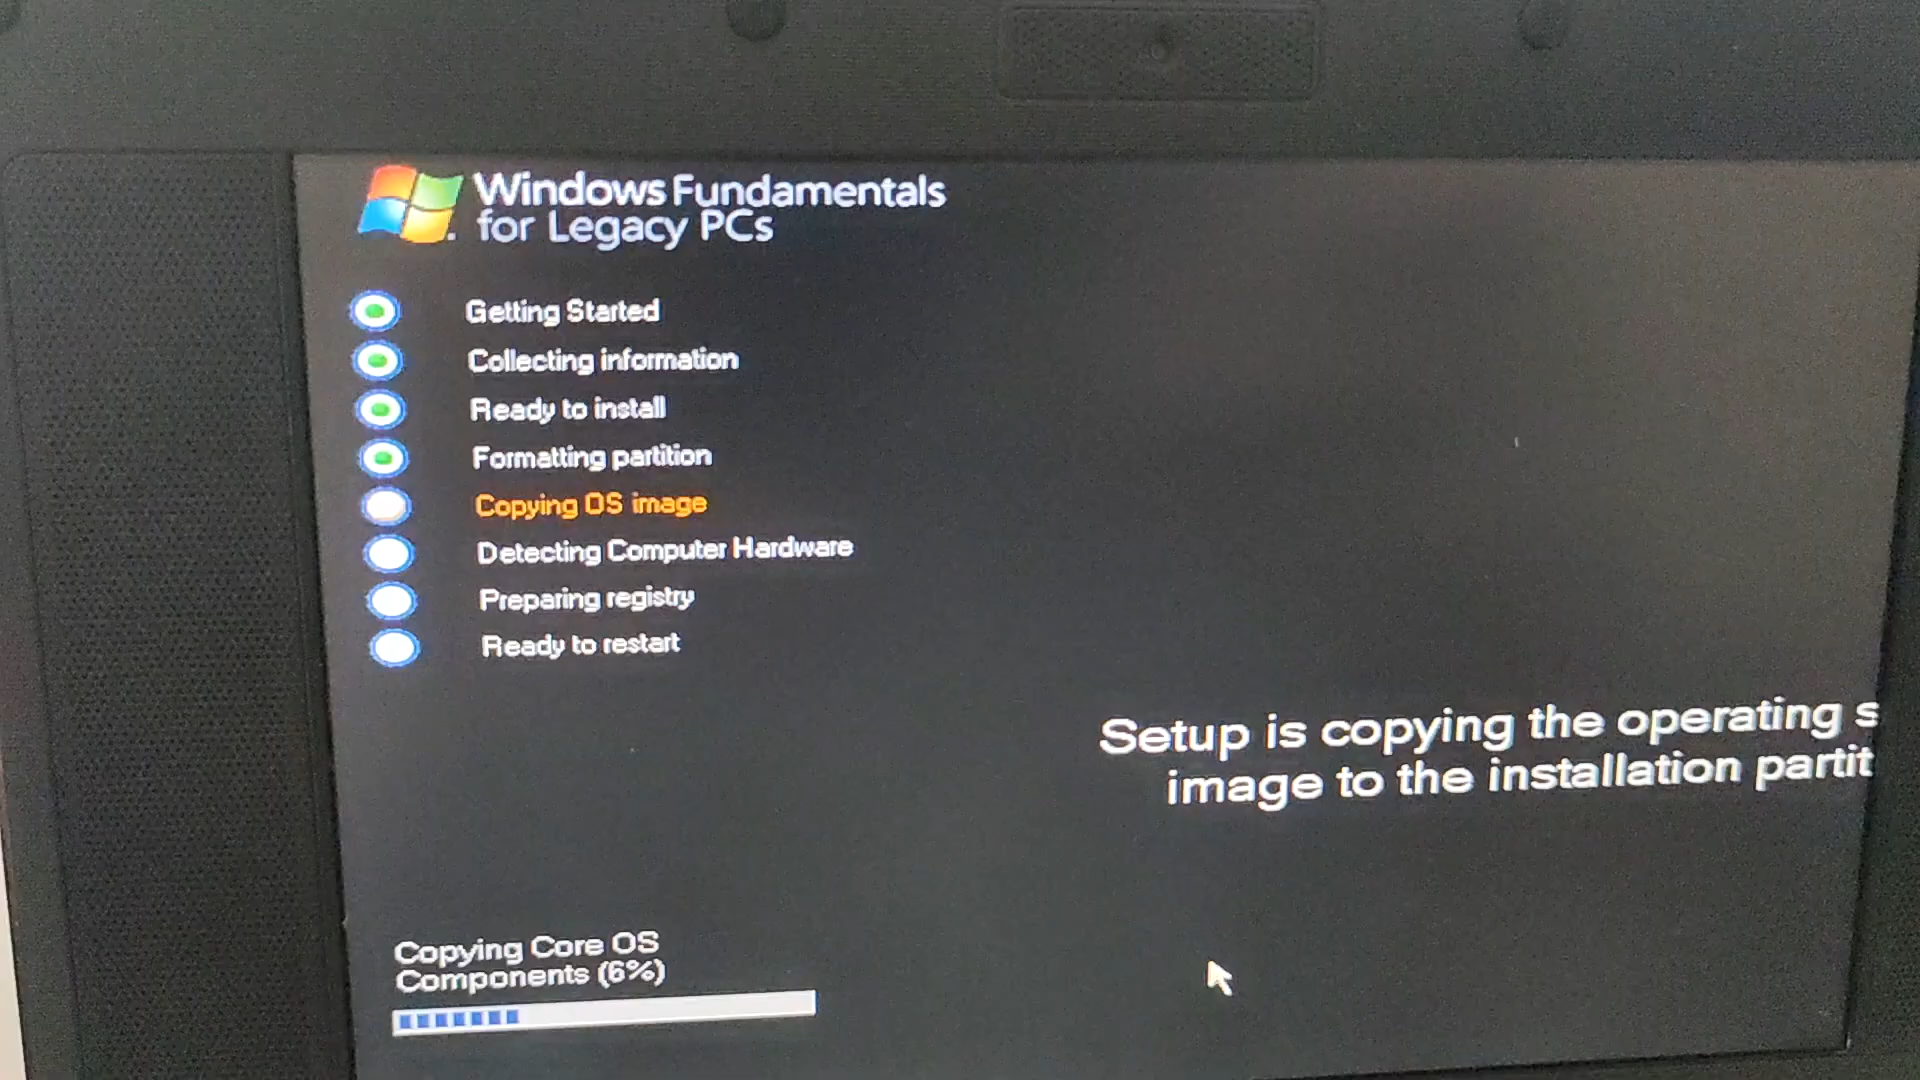 Windows Fundamentals
for Legacy PCs
Getting Started
Collecting information
Ready to install
Formatting partition
Copying OS image
Detecting Computer Hardware
Preparing registry
Ready to restart
Setup is copying the operating s
image to the installation partit
Copying Core OS
Components (6%)